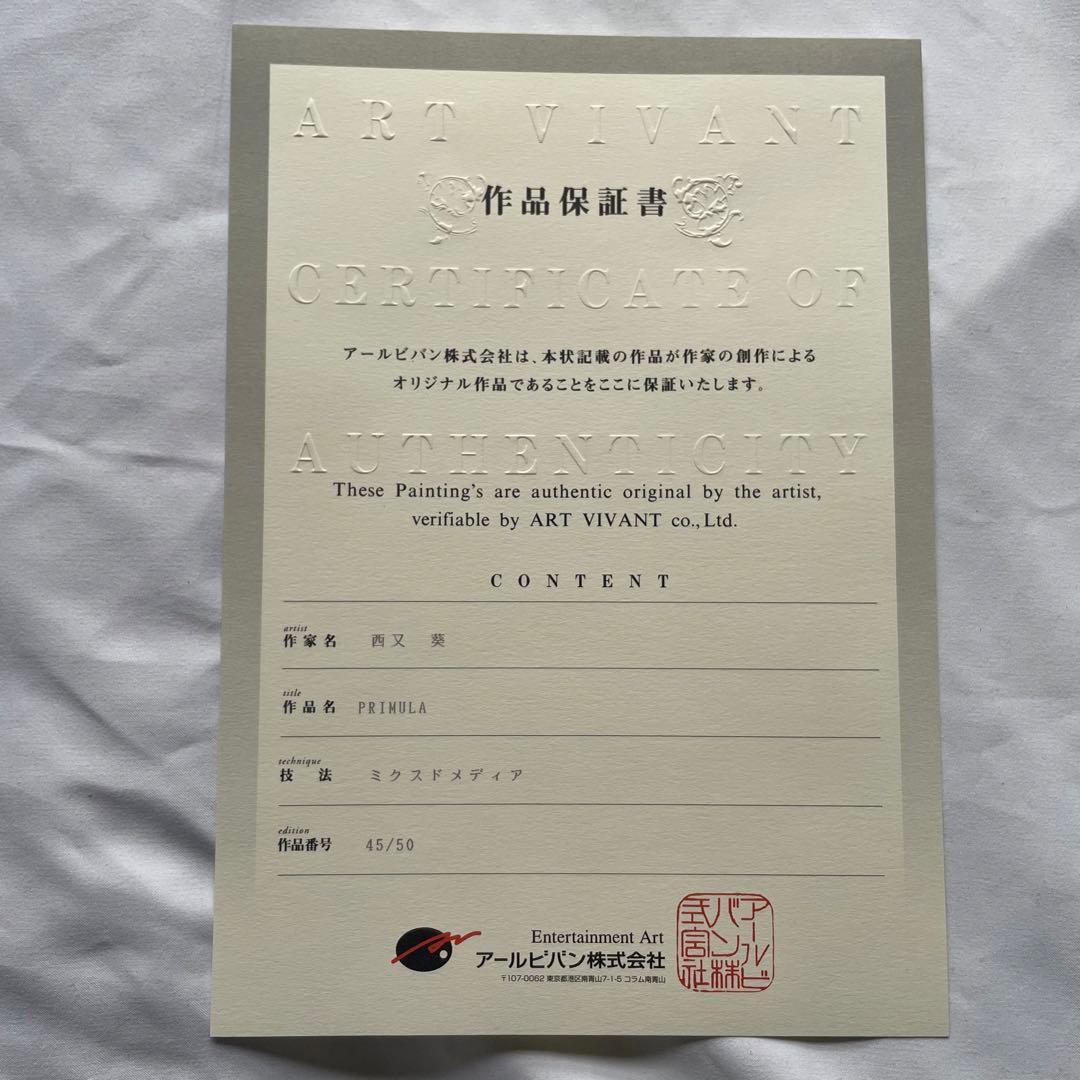 ART VIVANT
作品保証書
CERTIFICATE OF
アールビバン株式会社は、本状記載の作品が作家の創作による
オリジナル作品であることをここに保証いたします。
AUTHENTICITY
These Painting's are authentic original by the artist,
verifiable by ART VIVANT co.,Ltd.
CONTENT
artist
作家名 西又 葵
title
作品名 PRIMULA
technique
技 法 ミクスドメディア
edition
作品番号 45/50
Entertainment Art
アールビバン株式会社
〒107-0062 東京都港区南青山7-1-5 コラム南青山
アールビバン株式会社